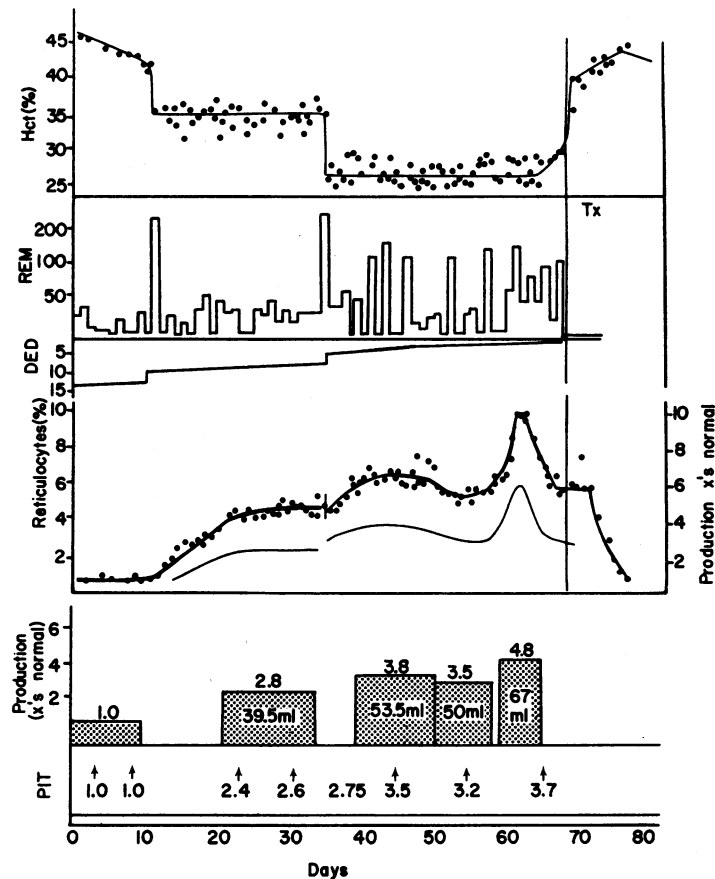 Hct(%)
45
40
35
30
25
Tx
REM
200
100
50
DED
5
10
15
Reticulocytes(%)
10
8
6
4
2
10
8
6
4
2
Production x's normal
Production
(x's normal)
6
4
2
1.0
2.8
39.5ml
3.8
53.5ml
3.5
50ml
4.8
67
ml
PIT
1.0 1.0 2.4 2.6 2.75 3.5 3.2 3.7
0 10 20 30 40 50 60 70 80
Days